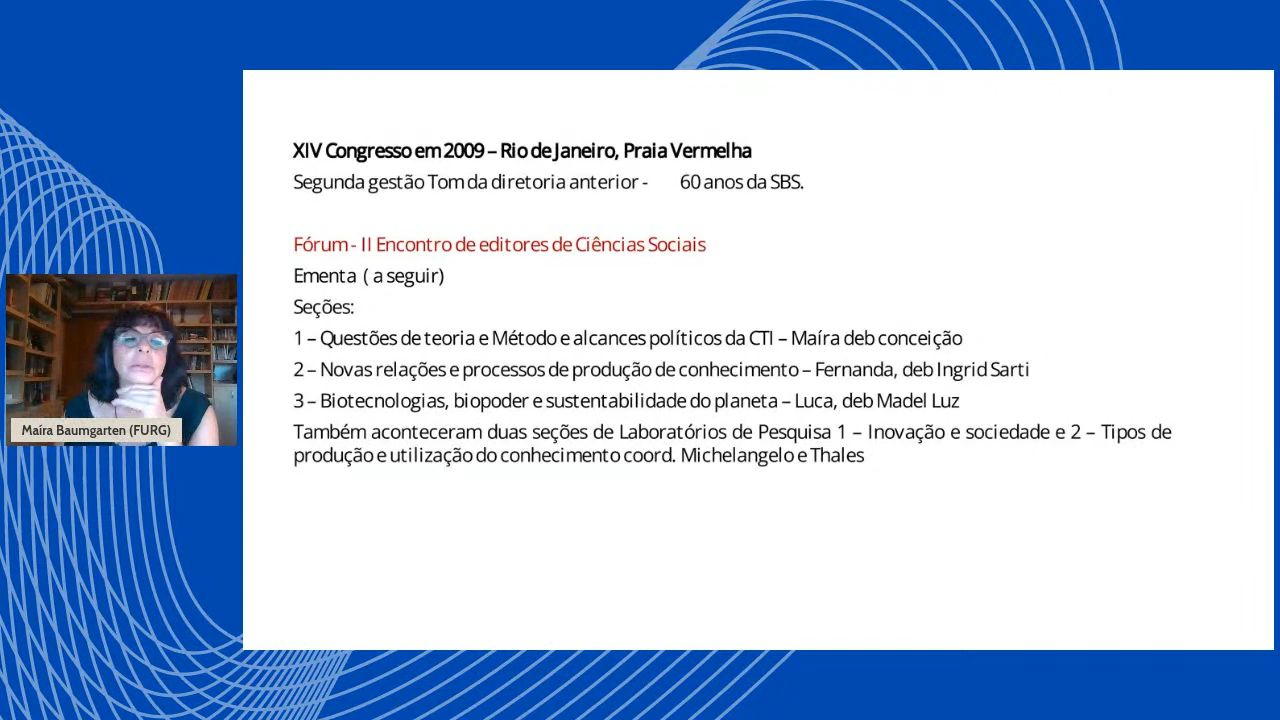 XIV Congresso em 2009 – Rio de Janeiro, Praia Vermelha
Segunda gestão Tom da diretoria anterior - 60 anos da SBS.
Fórum - II Encontro de editores de Ciências Sociais
Ementa ( a seguir)
Seções:
1 – Questões de teoria e Método e alcances políticos da CTI – Maíra deb conceição
2 – Novas relações e processos de produção de conhecimento – Fernanda, deb Ingrid Sarti
3 – Biotecnologias, biopoder e sustentabilidade do planeta – Luca, deb Madel Luz
Também aconteceram duas seções de Laboratórios de Pesquisa 1 – Inovação e sociedade e 2 – Tipos de
produção e utilização do conhecimento coord. Michelangelo e Thales
Maíra Baumgarten (FURG)